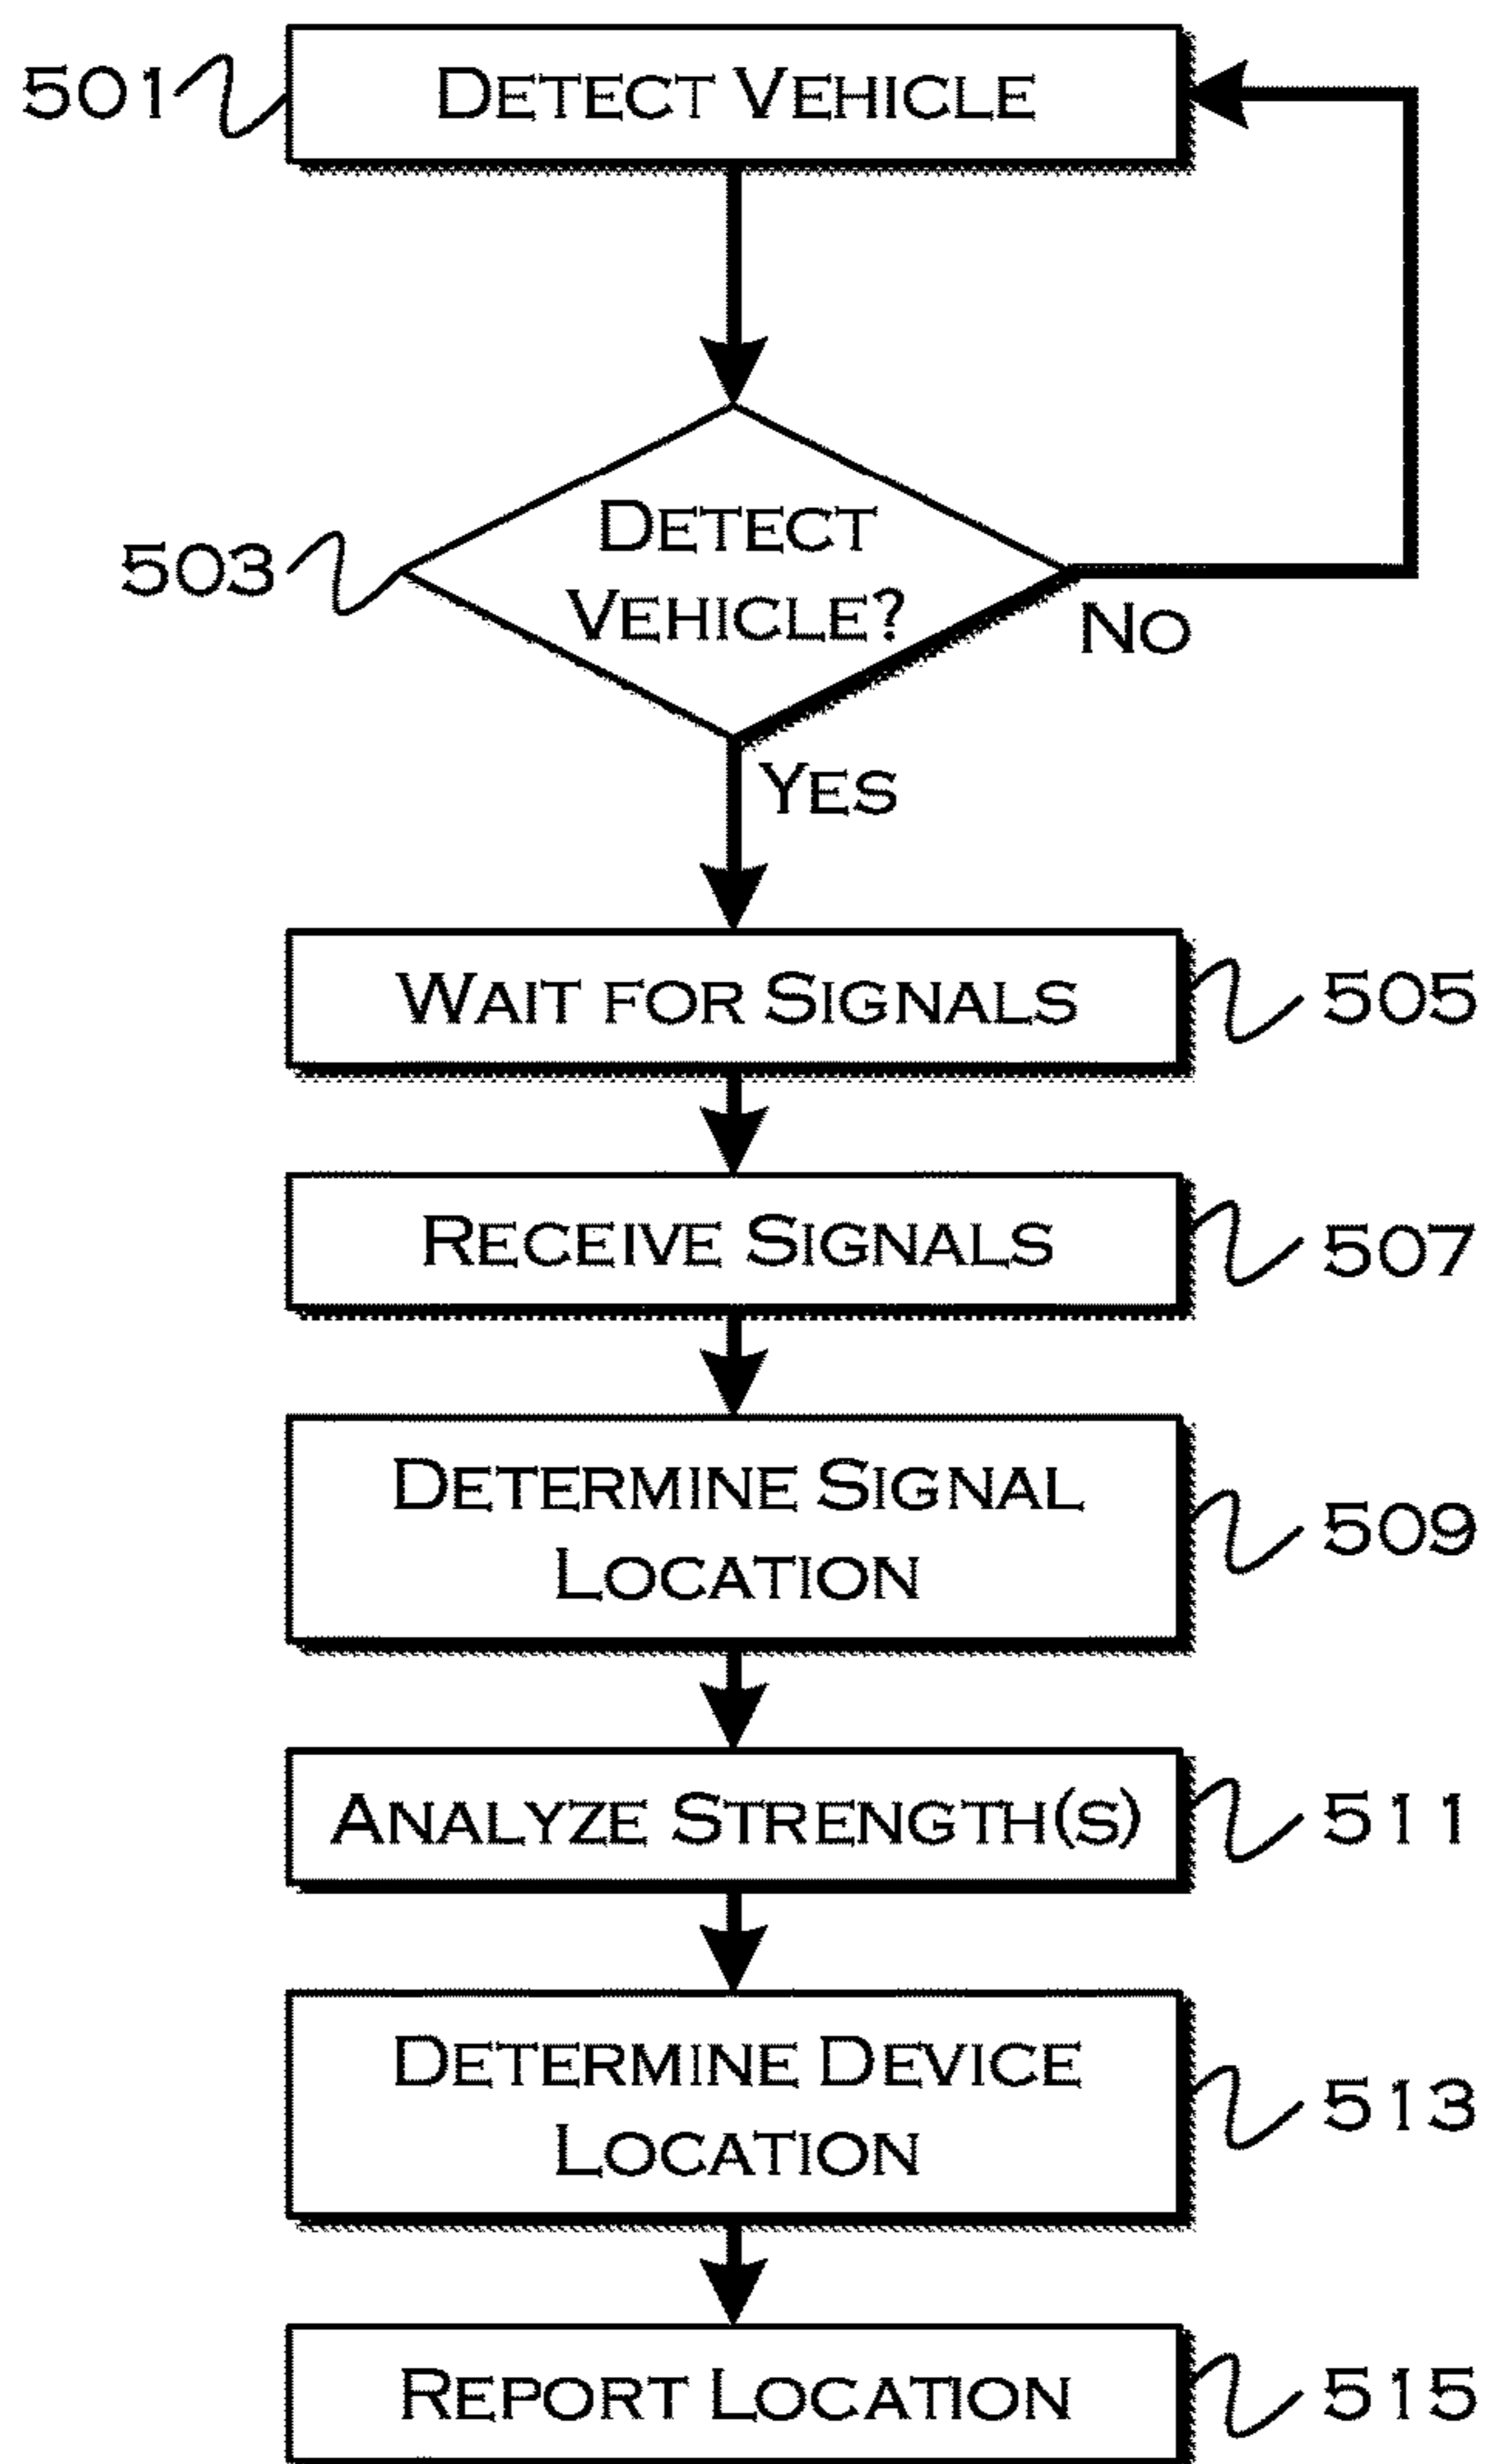 501
DETECT VEHICLE
503
DETECT
VEHICLE?
NO
YES
WAIT FOR SIGNALS
505
RECEIVE SIGNALS
507
DETERMINE SIGNAL
LOCATION
509
ANALYZE STRENGTH(S)
511
DETERMINE DEVICE
LOCATION
513
REPORT LOCATION
515